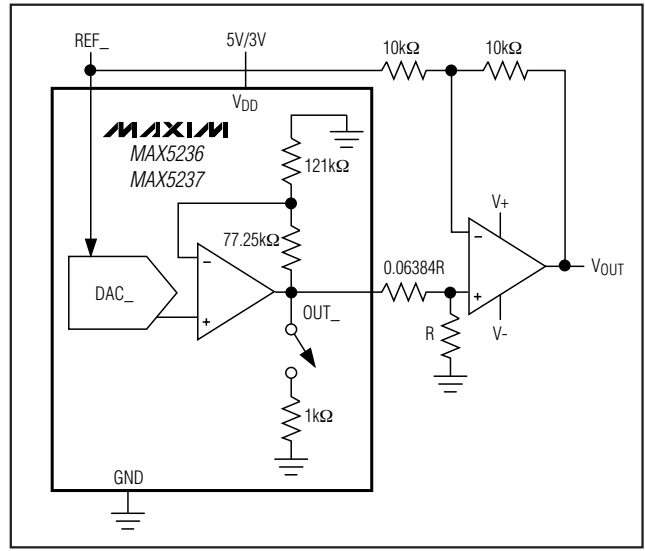 REF_
5V/3V
10kΩ
10kΩ
VDD
MAXIM
MAX5236
MAX5237
121kΩ
77.25kΩ
V+
DAC_
−
+
0.06384R
−
+
VOUT
OUT_
R
V-
1kΩ
GND